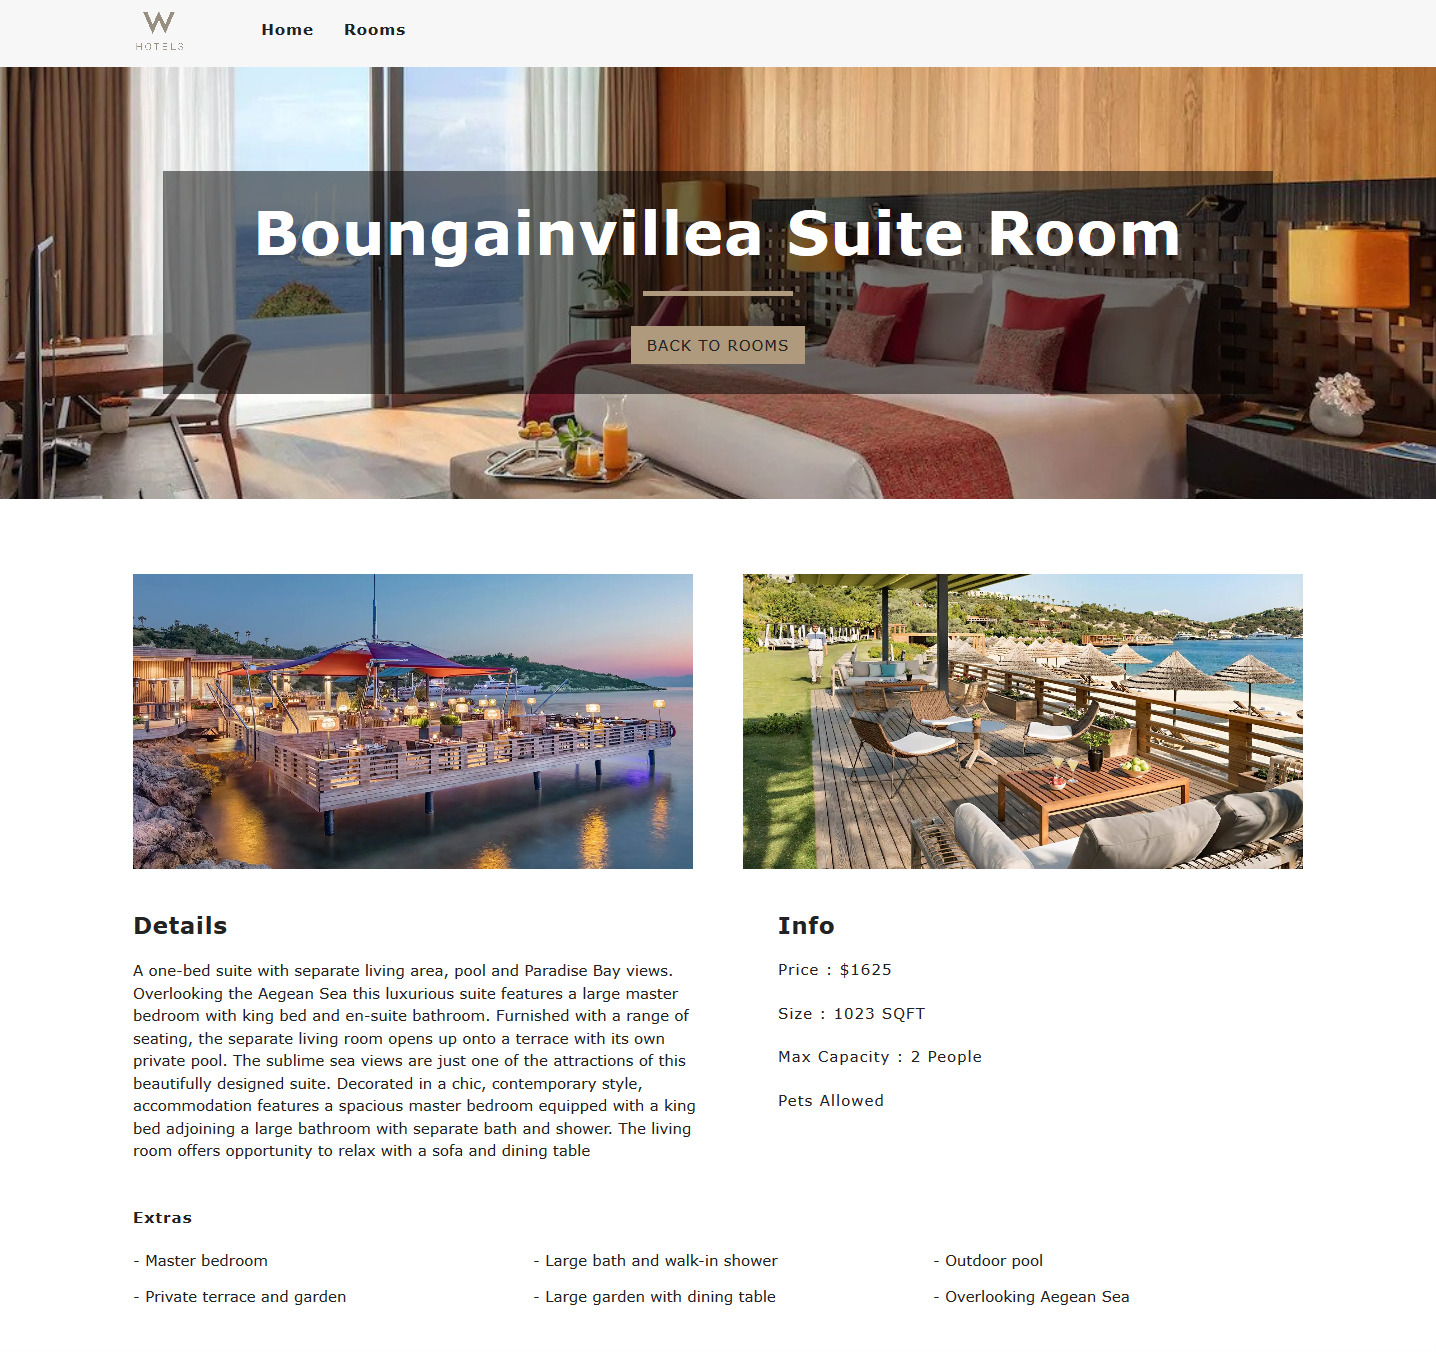 W
HOTELS
Home
Rooms
Boungainvillea Suite Room
BACK TO ROOMS
Details
A one-bed suite with separate living area, pool and Paradise Bay views.
Overlooking the Aegean Sea this luxurious suite features a large master
bedroom with king bed and en-suite bathroom. Furnished with a range of
seating, the separate living room opens up onto a terrace with its own
private pool. The sublime sea views are just one of the attractions of this
beautifully designed suite. Decorated in a chic, contemporary style,
accommodation features a spacious master bedroom equipped with a king
bed adjoining a large bathroom with separate bath and shower. The living
room offers opportunity to relax with a sofa and dining table
Info
Price : $1625
Size : 1023 SQFT
Max Capacity : 2 People
Pets Allowed
Extras
- Master bedroom
- Large bath and walk-in shower
- Outdoor pool
- Private terrace and garden
- Large garden with dining table
- Overlooking Aegean Sea